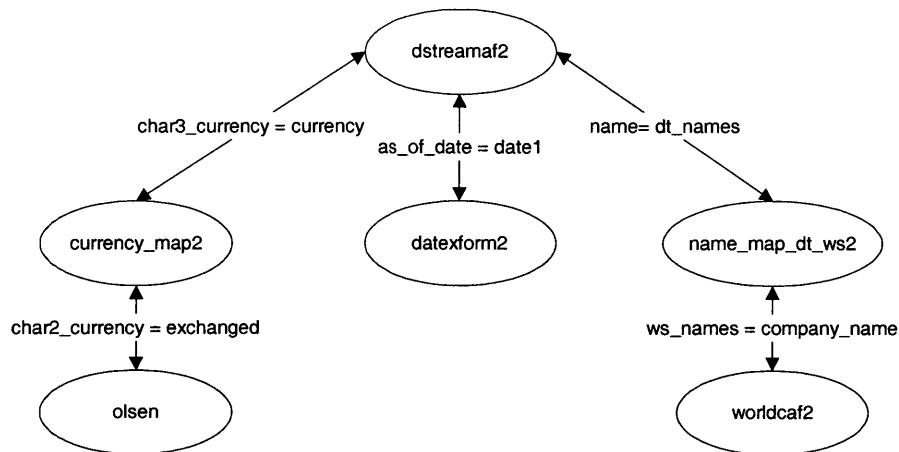 dstreamaf2
char3_currency = currency
name= dt_names
as_of_date = date1
currency_map2
datexform2
name_map_dt_ws2
char2_currency = exchanged
ws_names = company_name
olsen
worldcaf2